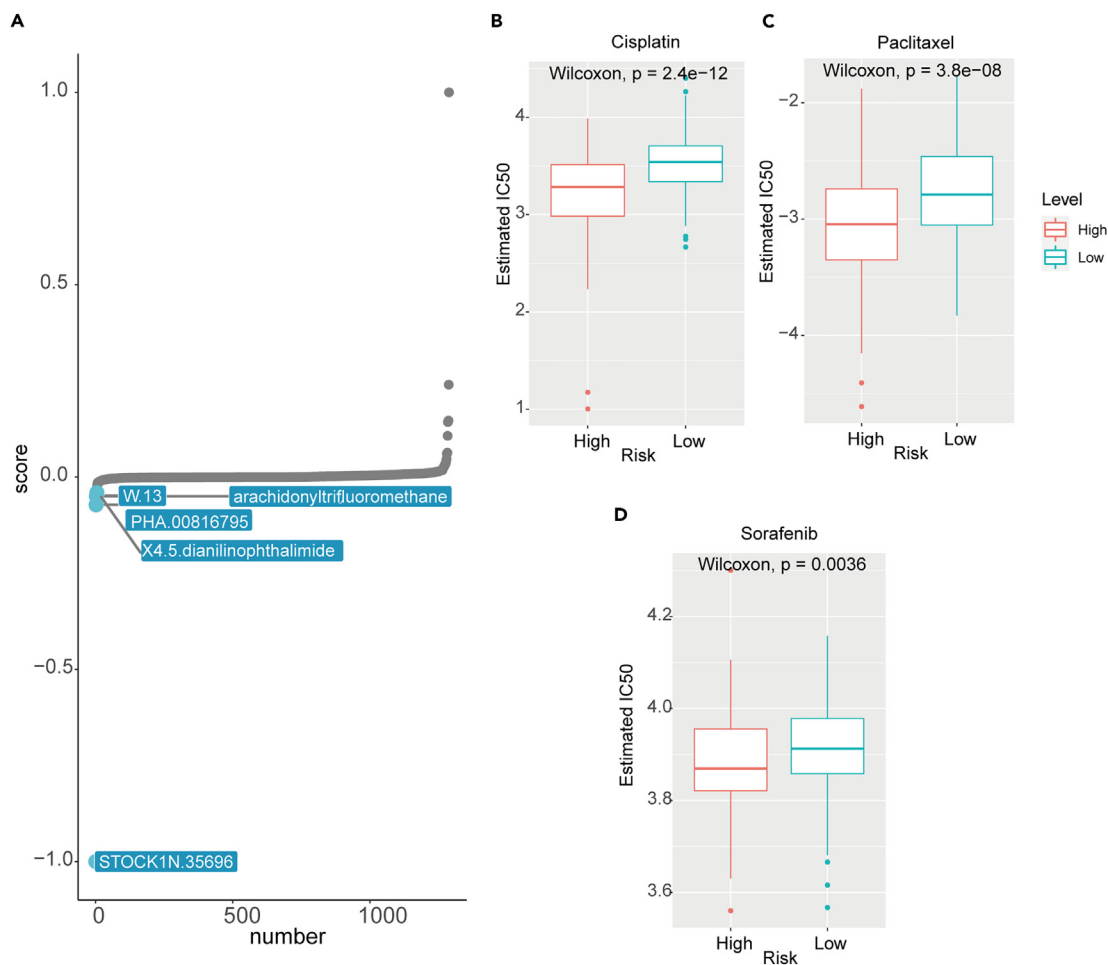 A
1.0
0.5
0.0
−0.5
−1.0
score
W.13
arachidonyltrifluoromethane
PHA.00816795
X4.5.dianilinophthalimide
STOCK1N.35696
0
500
1000
number
B
Cisplatin
Wilcoxon, p = 2.4e−12
4
3
2
1
Estimated IC50
High
Low
Risk
C
Paclitaxel
Wilcoxon, p = 3.8e−08
−2
−3
−4
Estimated IC50
High
Low
Risk
Level
High
Low
D
Sorafenib
Wilcoxon, p = 0.0036
4.2
4.0
3.8
3.6
Estimated IC50
High
Low
Risk